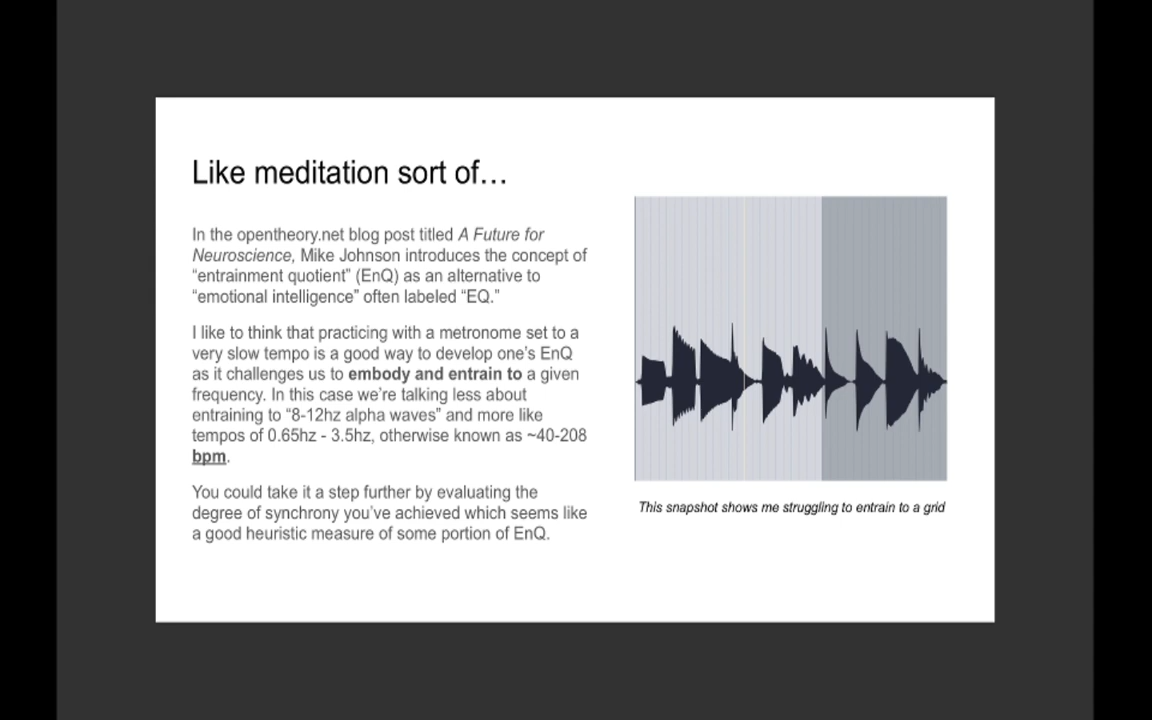 Like meditation sort of…
In the opentheory.net blog post titled A Future for
Neuroscience, Mike Johnson introduces the concept of
“entrainment quotient” (EnQ) as an alternative to
“emotional intelligence” often labeled “EQ.”
I like to think that practicing with a metronome set to a
very slow tempo is a good way to develop one’s EnQ
as it challenges us to embody and entrain to a given
frequency. In this case we’re talking less about
entraining to “8-12hz alpha waves” and more like
tempos of 0.65hz - 3.5hz, otherwise known as ~40-208
bpm.
You could take it a step further by evaluating the
degree of synchrony you’ve achieved which seems like
a good heuristic measure of some portion of EnQ.
This snapshot shows me struggling to entrain to a grid